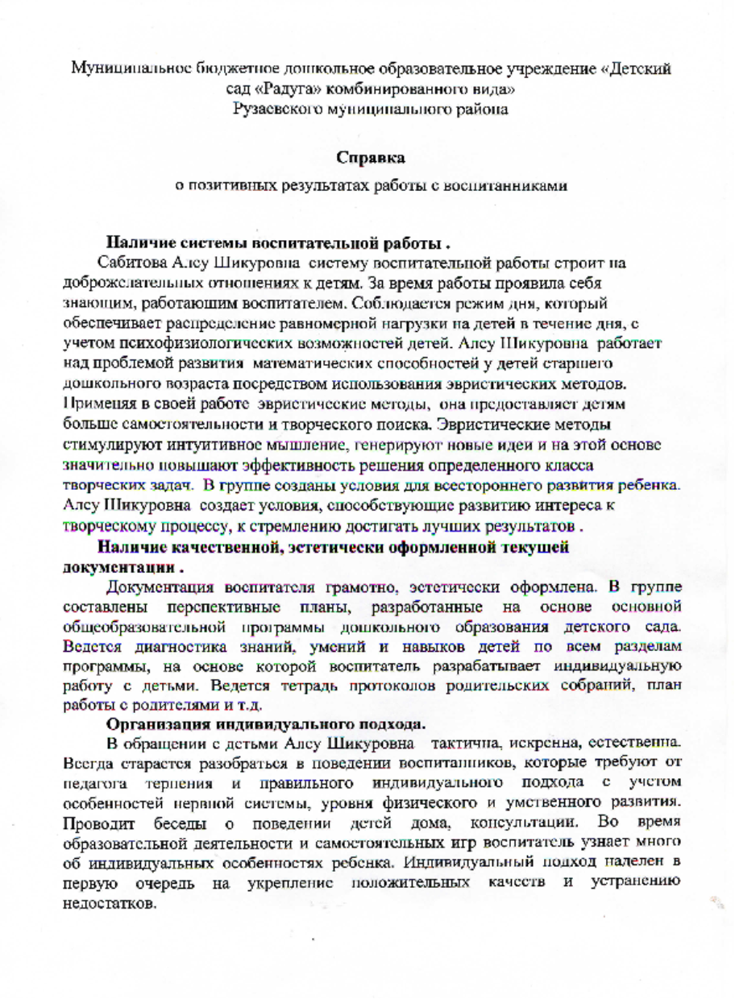 Муниципальное бюджетное дошкольное образовательное учреждение «Детский
сад «Радуга» комбинированного вида»
Рузаевского муниципального района
Справка
о позитивных результатах работы с воспитанниками
Наличие системы воспитательной работы .
Сабитова Алсу Шикуровна систему воспитательной работы строит на
доброжелательных отношениях к детям. За время работы проявила себя
знающим, работающим воспитателем. Соблюдается режим дня, который
обеспечивает распределение равномерной нагрузки на детей в течение дня, с
учетом психофизиологических возможностей детей. Алсу Шикуровна работает
над проблемой развития математических способностей у детей старшего
дошкольного возраста посредством использования эвристических методов.
Применяя в своей работе эвристические методы, она предоставляет детям
больше самостоятельности и творческого поиска. Эвристические методы
стимулируют интуитивное мышление, генерируют новые идеи и на этой основе
значительно повышают эффективность решения определенного класса
творческих задач. В группе созданы условия для всестороннего развития ребенка.
Алсу Шикуровна создает условия, способствующие развитию интереса к
творческому процессу, к стремлению достигать лучших результатов .
Наличие качественной, эстетически оформленной текущей
документации .
Документация воспитателя грамотно, эстетически оформлена. В группе
составлены перспективные планы, разработанные на основе основной
общеобразовательной программы дошкольного образования детского сада.
Ведется диагностика знаний, умений и навыков детей по всем разделам
программы, на основе которой воспитатель разрабатывает индивидуальную
работу с детьми. Ведется тетрадь протоколов родительских собраний, план
работы с родителями и т.д.
Организация индивидуального подхода.
В обращении с детьми Алсу Шикуровна тактична, искренна, естественна.
Всегда старается разобраться в поведении воспитанников, которые требуют от
педагога терпения и правильного индивидуального подхода с учетом
особенностей нервной системы, уровня физического и умственного развития.
Проводит беседы о поведении детей дома, консультации. Во время
образовательной деятельности и самостоятельных игр воспитатель узнает много
об индивидуальных особенностях ребенка. Индивидуальный подход нацелен в
первую очередь на укрепление положительных качеств и устранению
недостатков.